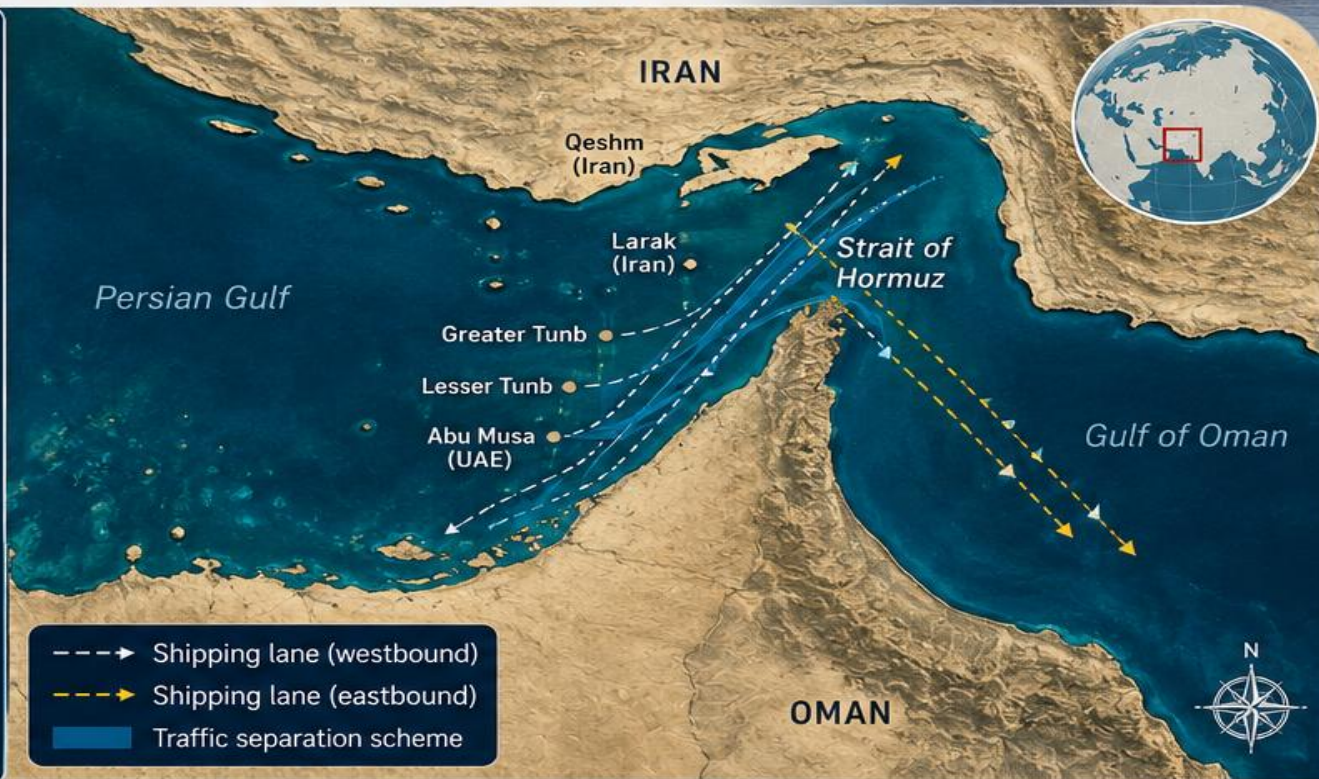 IRAN
Qeshm
(Iran)
Larak
(Iran)
Strait of
Hormuz
Persian Gulf
Greater Tunb
Lesser Tunb
Abu Musa
(UAE)
Gulf of Oman
Shipping lane (westbound)
Shipping lane (eastbound)
Traffic separation scheme
OMAN
N